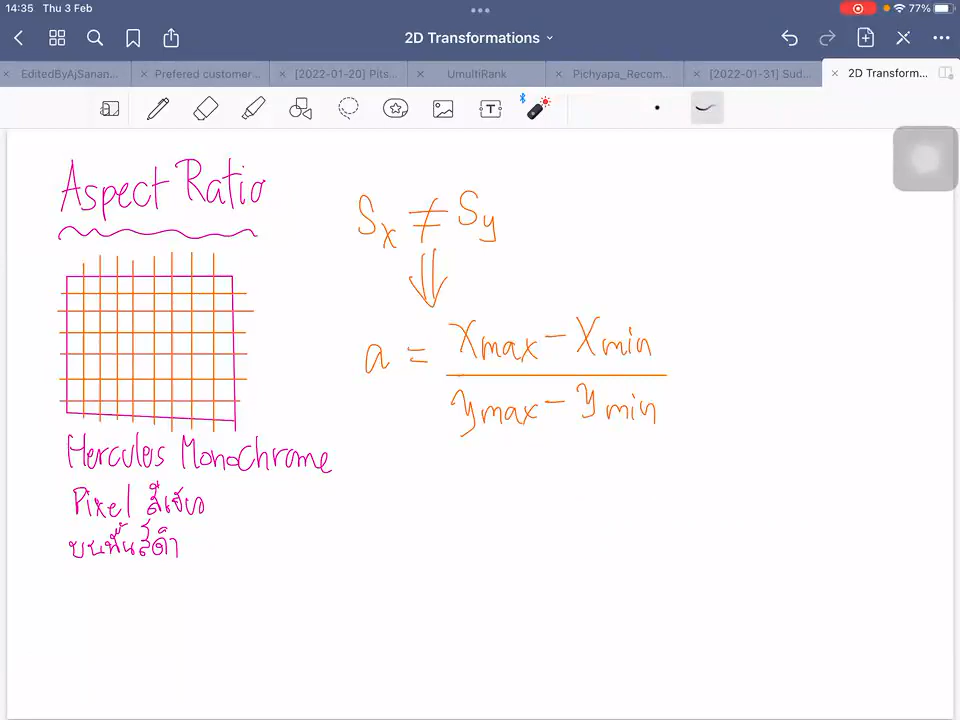 14:35 Thu 3 Feb
77%
2D Transformations
EditedByAjSanan...
Prefered customer...
[2022-01-20] Pits...
UmultiRank
Pichyapa_Recom...
[2022-01-31] Sud...
2D Transform...
Aspect Ratio
Sx ≠ Sy
⇓
a = (Xmax - Xmin) / (ymax - ymin)
Hercules MonoChrome
Pixel สีเขียว
บนพื้นสีดำ